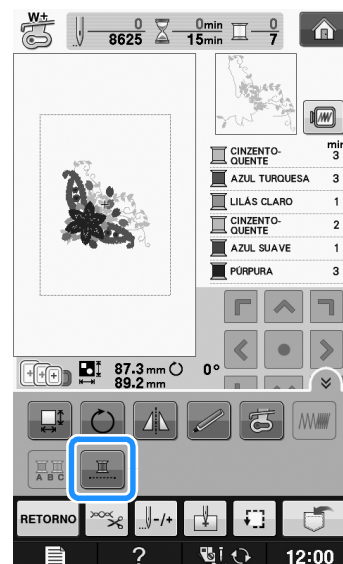 W+
0
8625
0min
15min
0
7
min
CINZENTO-
QUENTE 3
AZUL TURQUESA 3
LILÁS CLARO 1
CINZENTO-
QUENTE 2
AZUL SUAVE 1
PÚRPURA 3
87.3 mm 0°
89.2 mm
A B C
RETORNO
-/+
?
12:00